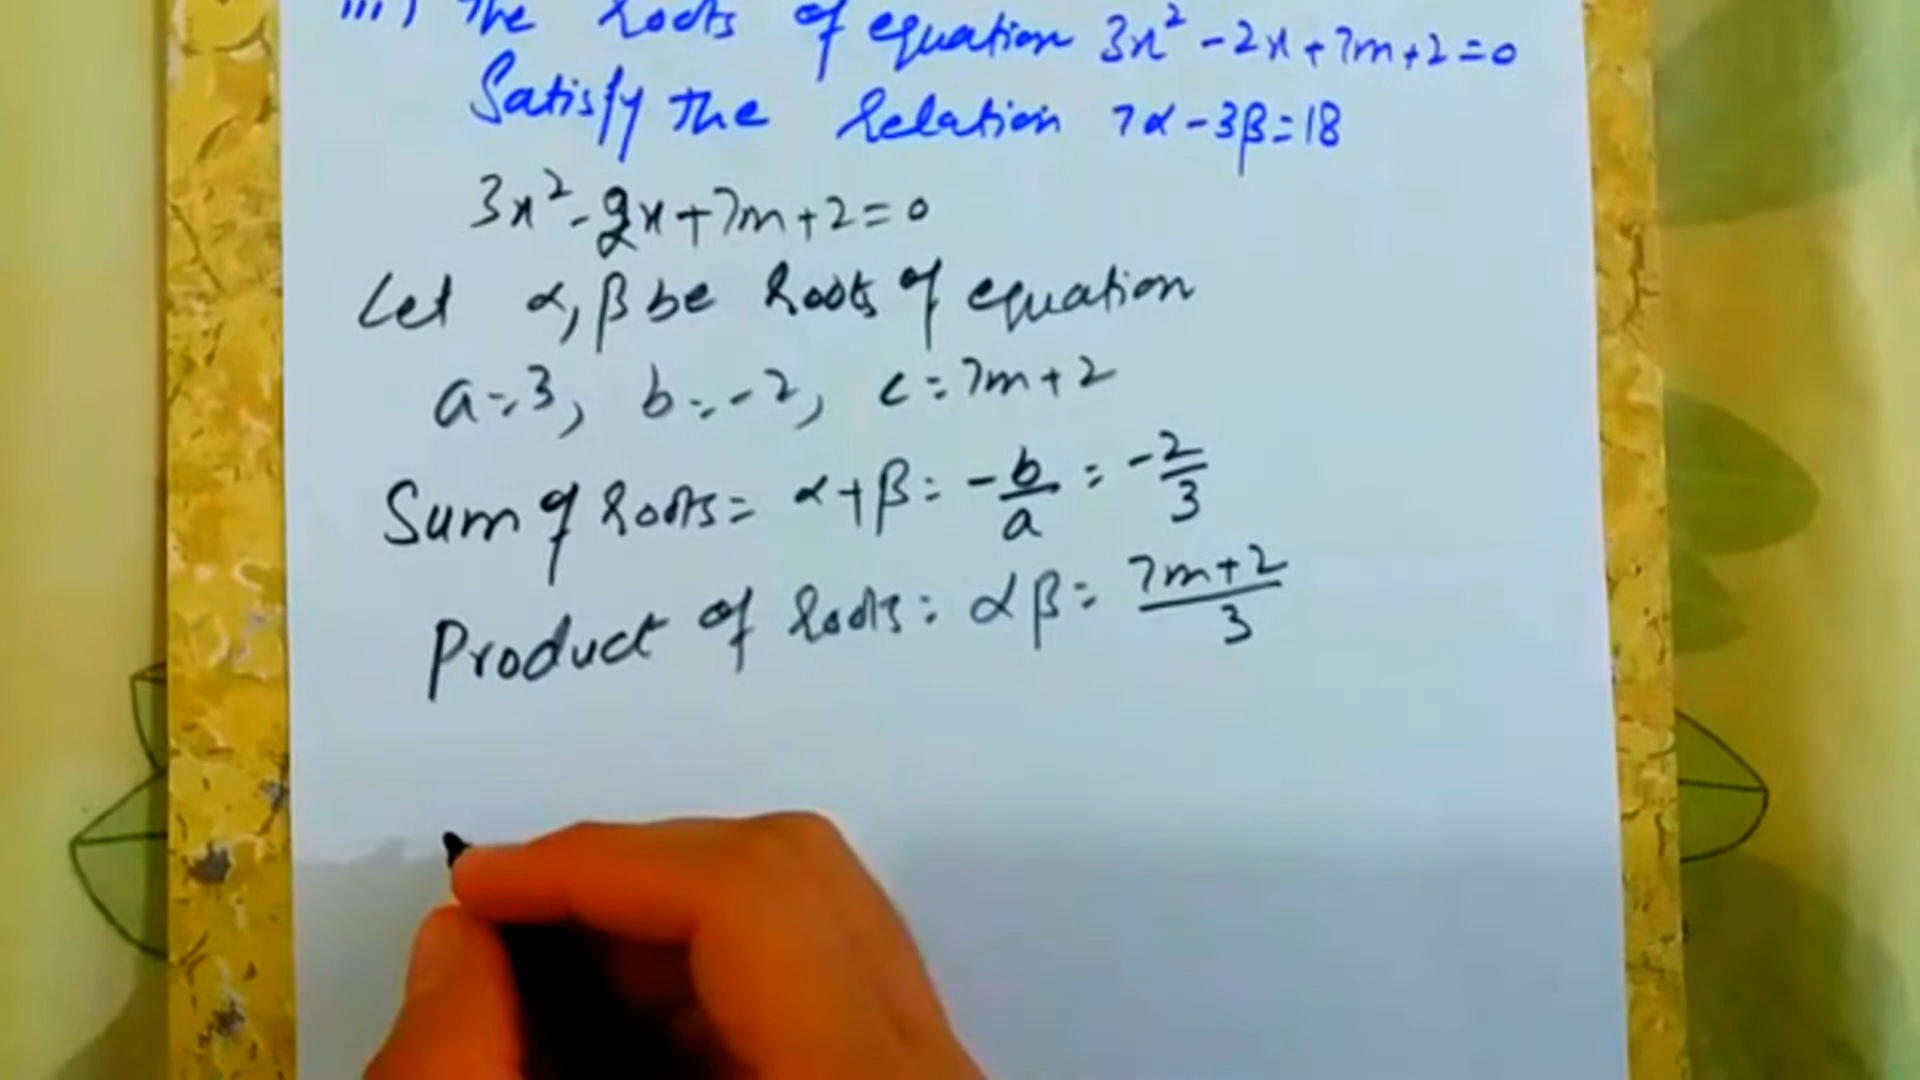 iii) The Roots of equation 3x² - 2x + 7m + 2 = 0
Satisfy the Relation 7α - 3β = 18
3x² - 2x + 7m + 2 = 0
Let α, β be Roots of equation
a = 3, b = -2, c = 7m + 2
Sum of Roots = α + β = -b/a = -2/3
Product of Roots = αβ = 7m+2/3